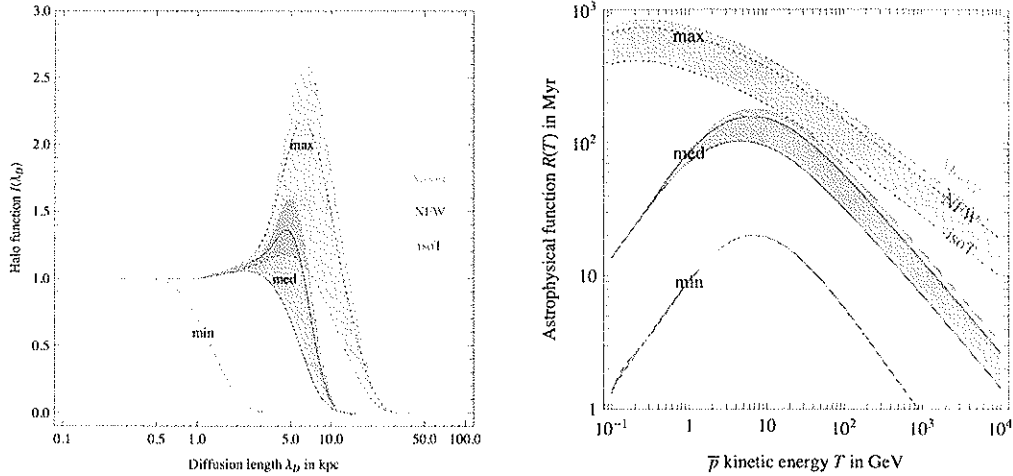 3.0
2.5
2.0
1.5
1.0
0.5
0.0
Halo function I(λ_D)
max
NFW
isoT
med
min
0.1
0.5
1.0
5.0
10.0
50.0
100.0
Diffusion length λ_D in kpc
10³
10²
10
1
Astrophysical function R(T) in Myr
max
med
min
NFW
isoT
10⁻¹
1
10
10²
10³
10⁴
p̅ kinetic energy T in GeV